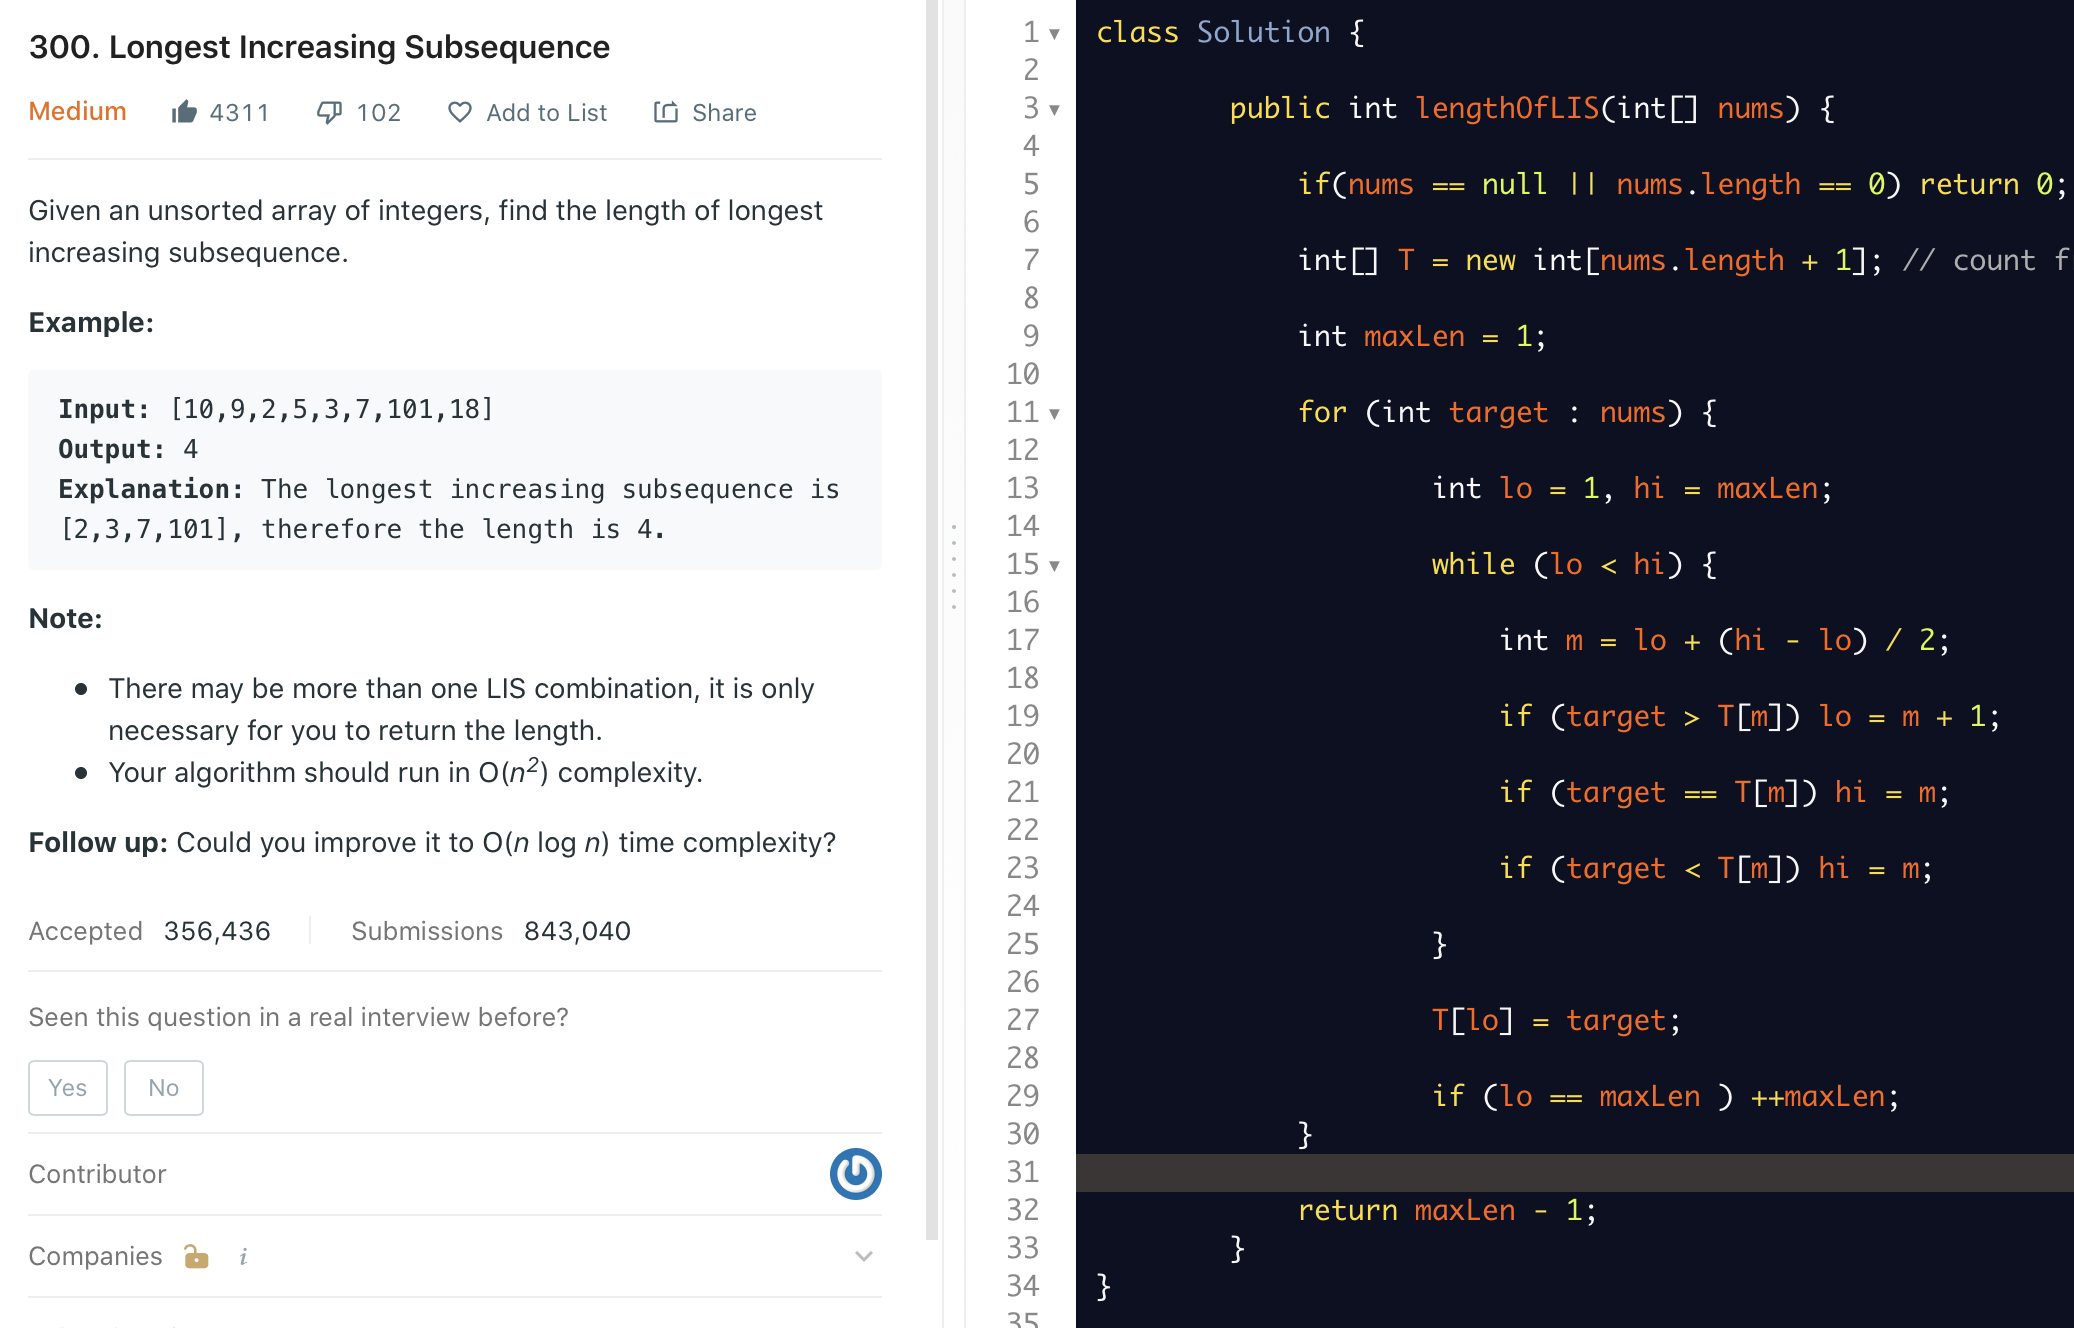 300. Longest Increasing Subsequence
Medium 4311 102 Add to List Share
Given an unsorted array of integers, find the length of longest
increasing subsequence.
Example:
Input: [10,9,2,5,3,7,101,18]
Output: 4
Explanation: The longest increasing subsequence is
[2,3,7,101], therefore the length is 4.
Note:
• There may be more than one LIS combination, it is only
necessary for you to return the length.
• Your algorithm should run in O(n²) complexity.
Follow up: Could you improve it to O(n log n) time complexity?
Accepted 356,436 Submissions 843,040
Seen this question in a real interview before?
Yes No
Contributor
Companies i
1 class Solution {
2
3 public int lengthOfLIS(int[] nums) {
4
5 if(nums == null || nums.length == 0) return 0;
6
7 int[] T = new int[nums.length + 1]; // count f
8
9 int maxLen = 1;
10
11 for (int target : nums) {
12
13 int lo = 1, hi = maxLen;
14
15 while (lo < hi) {
16
17 int m = lo + (hi - lo) / 2;
18
19 if (target > T[m]) lo = m + 1;
20
21 if (target == T[m]) hi = m;
22
23 if (target < T[m]) hi = m;
24
25 }
26
27 T[lo] = target;
28
29 if (lo == maxLen ) ++maxLen;
30 }
31
32 return maxLen - 1;
33 }
34 }
35